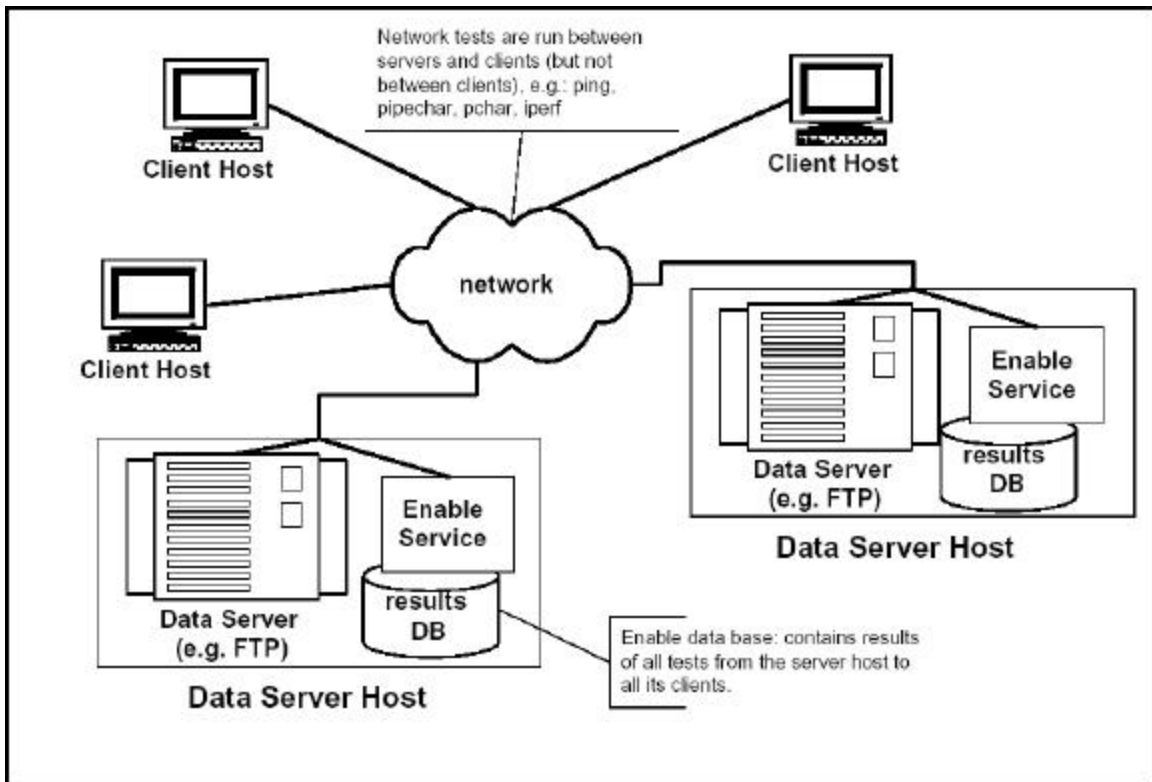 Network tests are run between
servers and clients (but not
between clients), e.g.: ping,
pipechar, pchar, iperf
Client Host
Client Host
network
Client Host
Enable
Service
results
DB
Data Server
(e.g. FTP)
Data Server Host
Enable
Service
results
DB
Data Server
(e.g. FTP)
Data Server Host
Enable data base: contains results
of all tests from the server host to
all its clients.